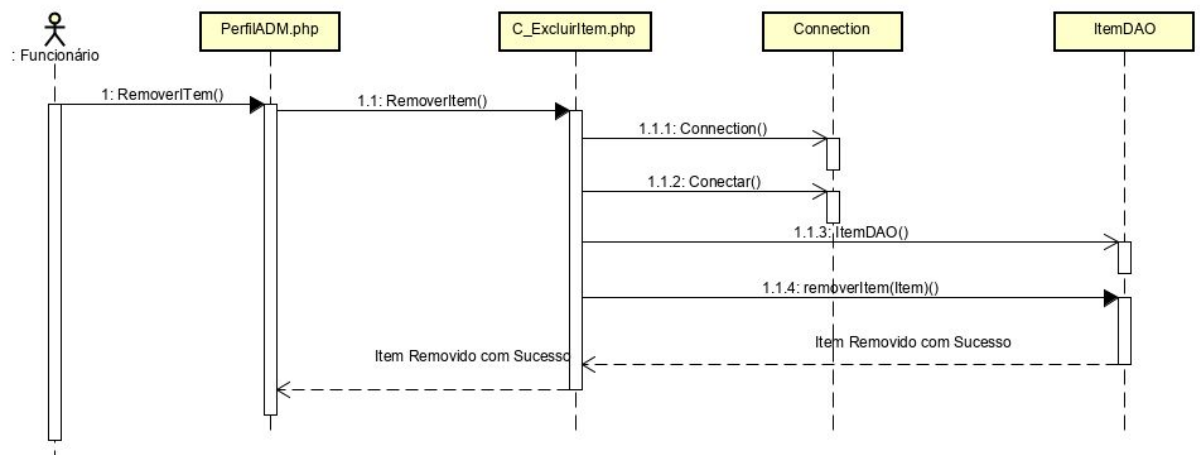 PerfilADM.php
C_ExcluirItem.php
Connection
ItemDAO
: Funcionário
1: RemoverITem()
1.1: RemoverItem()
1.1.1: Connection()
1.1.2: Conectar()
1.1.3: ItemDAO()
1.1.4: removerItem(Item)()
Item Removido com Sucesso
Item Removido com Sucesso